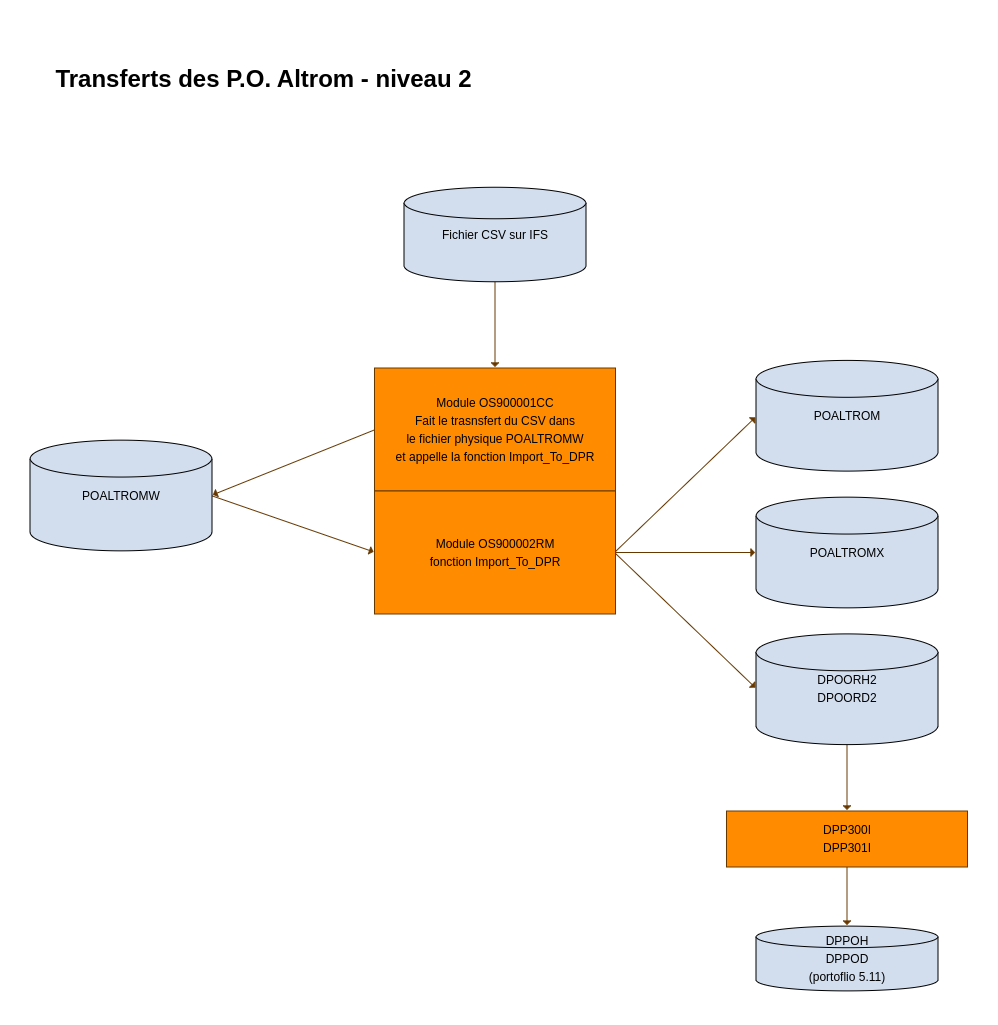 Transferts des P.O. Altrom - niveau 2
Fichier CSV sur IFS
Module OS900001CC
Fait le trasnsfert du CSV dans
le fichier physique POALTROMW
et appelle la fonction Import_To_DPR
POALTROM
POALTROMW
Module OS900002RM
fonction Import_To_DPR
POALTROMX
DPOORH2
DPOORD2
DPP300I
DPP301I
DPPOH
DPPOD
(portoflio 5.11)